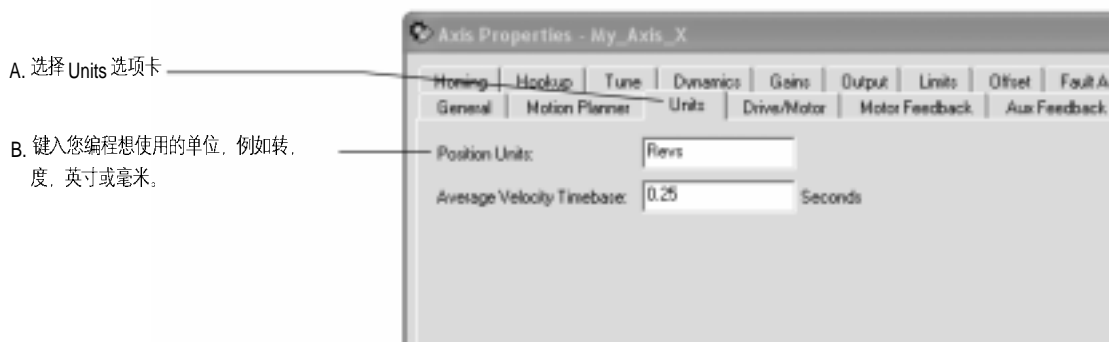 Axis Properties - My_Axis_X
A. 选择 Units 选项卡
Homing Hookup Tune Dynamics Gains Output Limits Offset Fault A
General Motion Planner Units Drive/Motor Motor Feedback Aux Feedback
B. 键入您编程想使用的单位，例如转，
度，英寸或毫米。
Position Units: Revs
Average Velocity Timebase: 0.25 Seconds